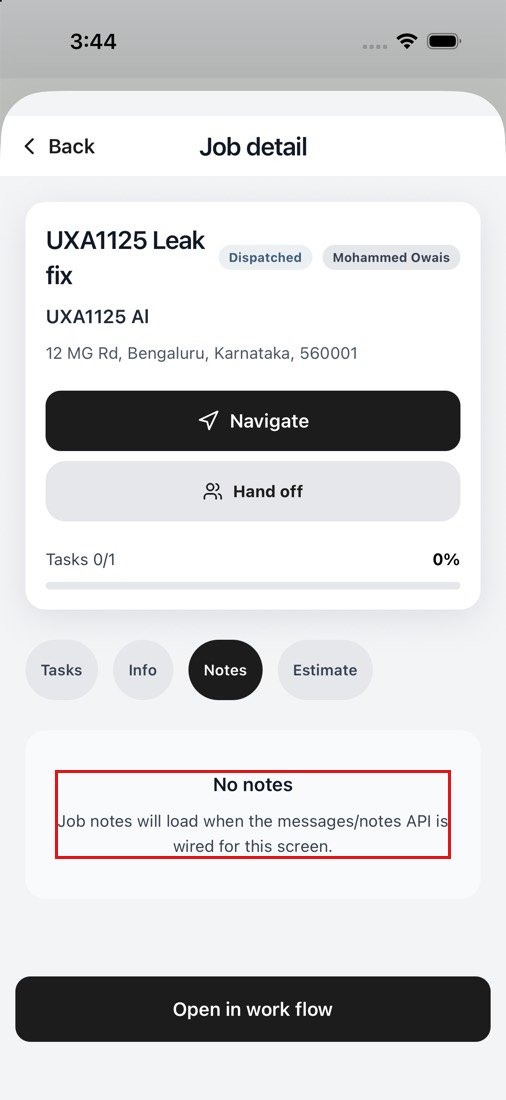 3:44
Back
Job detail
UXA1125 Leak
fix
Dispatched
Mohammed Owais
UXA1125 Al
12 MG Rd, Bengaluru, Karnataka, 560001
Navigate
Hand off
Tasks 0/1
0%
Tasks
Info
Notes
Estimate
No notes
Job notes will load when the messages/notes API is
wired for this screen.
Open in work flow